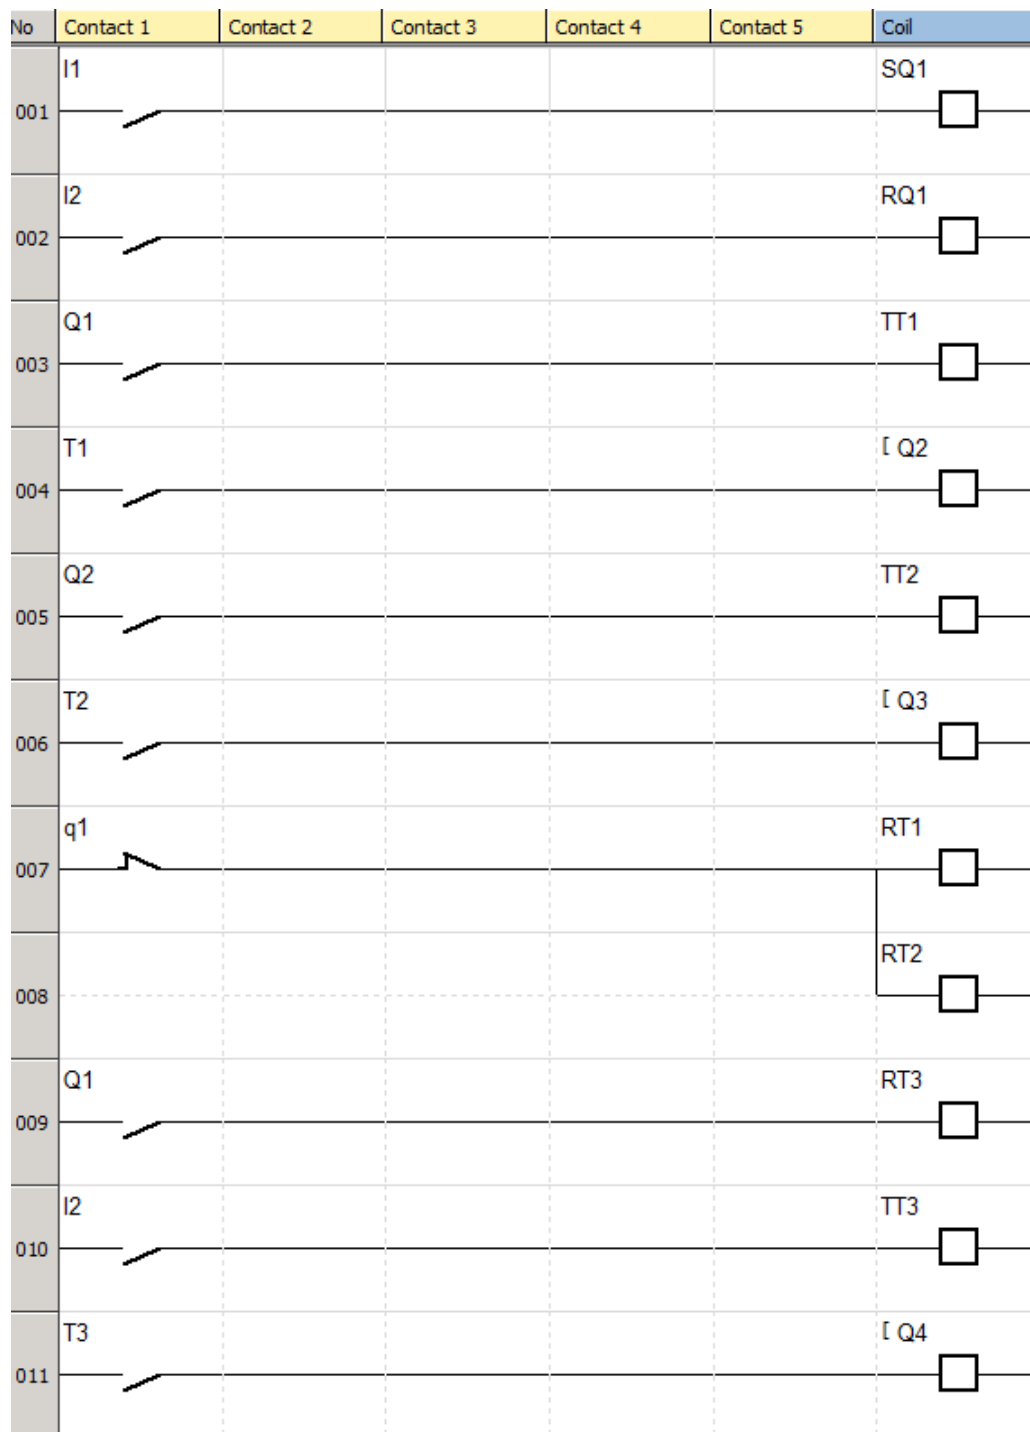 No Contact 1 Contact 2 Contact 3 Contact 4 Contact 5 Coil
I1 SQ1
001
I2 RQ1
002
Q1 TT1
003
T1 [ Q2
004
Q2 TT2
005
T2 [ Q3
006
q1 RT1
007
RT2
008
Q1 RT3
009
I2 TT3
010
T3 [ Q4
011